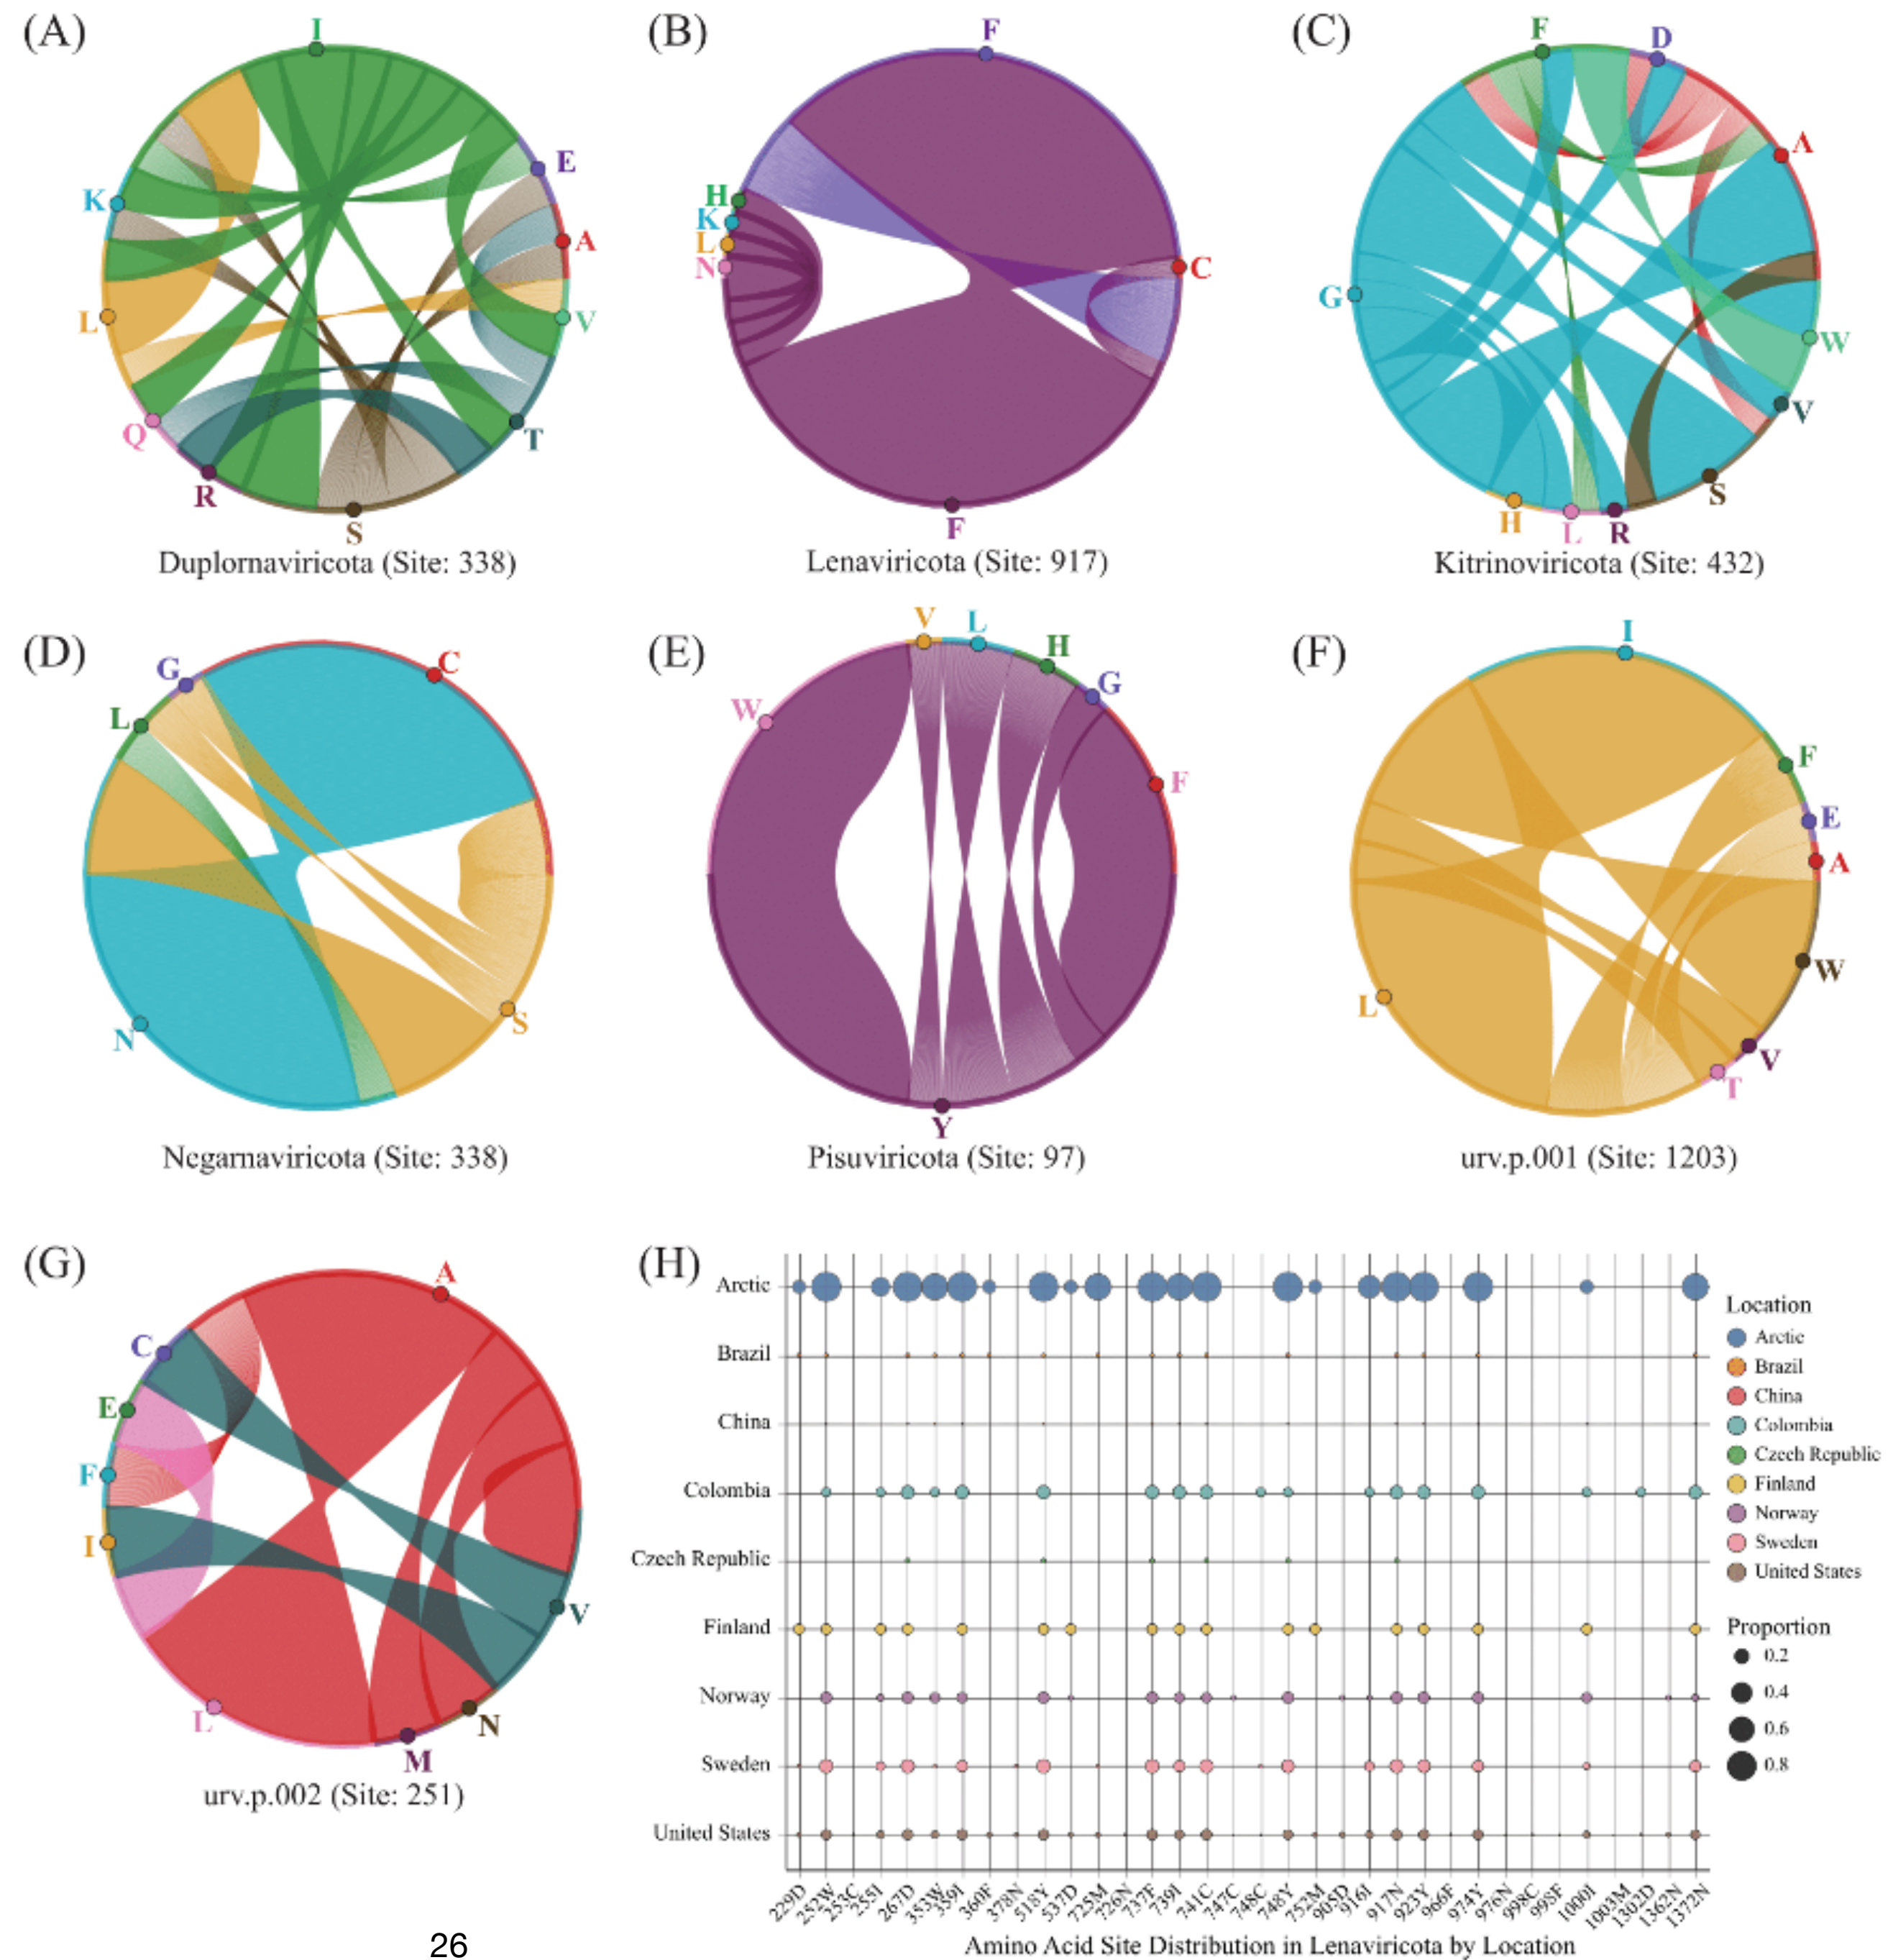 (A)
I
E
K
A
L
V
Q
T
R
S
Duplornaviricota (Site: 338)
(B)
F
H
K
L
N
C
F
Lenaviricota (Site: 917)
(C)
F
D
A
G
W
V
S
H
L
R
Kitrinoviricota (Site: 432)
(D)
G
C
L
N
S
Negarnaviricota (Site: 338)
(E)
V
L
H
G
W
F
Y
Pisuviricota (Site: 97)
(F)
I
F
E
A
W
L
V
T
urv.p.001 (Site: 1203)
(G)
A
C
E
F
I
V
L
N
M
urv.p.002 (Site: 251)
(H)
Arctic
Brazil
China
Colombia
Czech Republic
Finland
Norway
Sweden
United States
229D 252W 253C 255I 267D 353W 359I 360F 378N 518Y 537D 725M 726N 737F 739I 741C 747C 748C 748Y 752M 905D 916I 917N 923Y 966F 974Y 976N 998C 998F 1000I 1003M 1302D 1362N 1372N
Amino Acid Site Distribution in Lenaviricota by Location
Location
Arctic
Brazil
China
Colombia
Czech Republic
Finland
Norway
Sweden
United States
Proportion
0.2
0.4
0.6
0.8
26